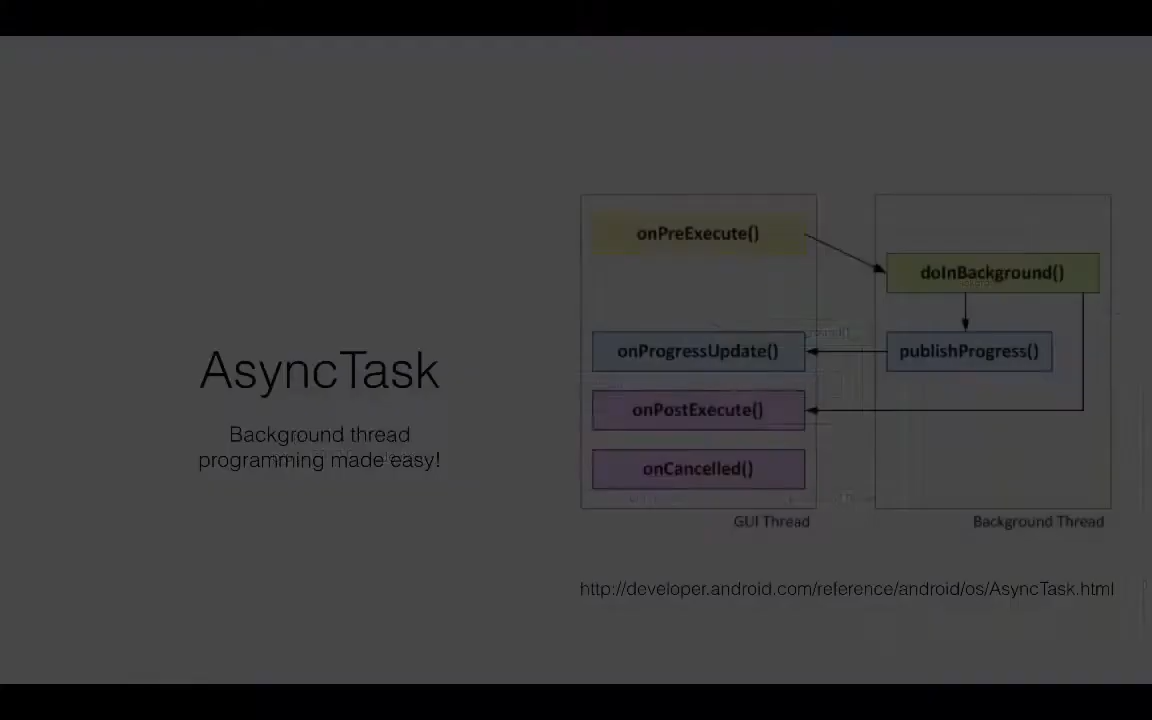 AsyncTask
Background thread
programming made easy!
onPreExecute()
doInBackground()
onProgressUpdate()
publishProgress()
onPostExecute()
onCancelled()
GUI Thread
Background Thread
http://developer.android.com/reference/android/os/AsyncTask.html